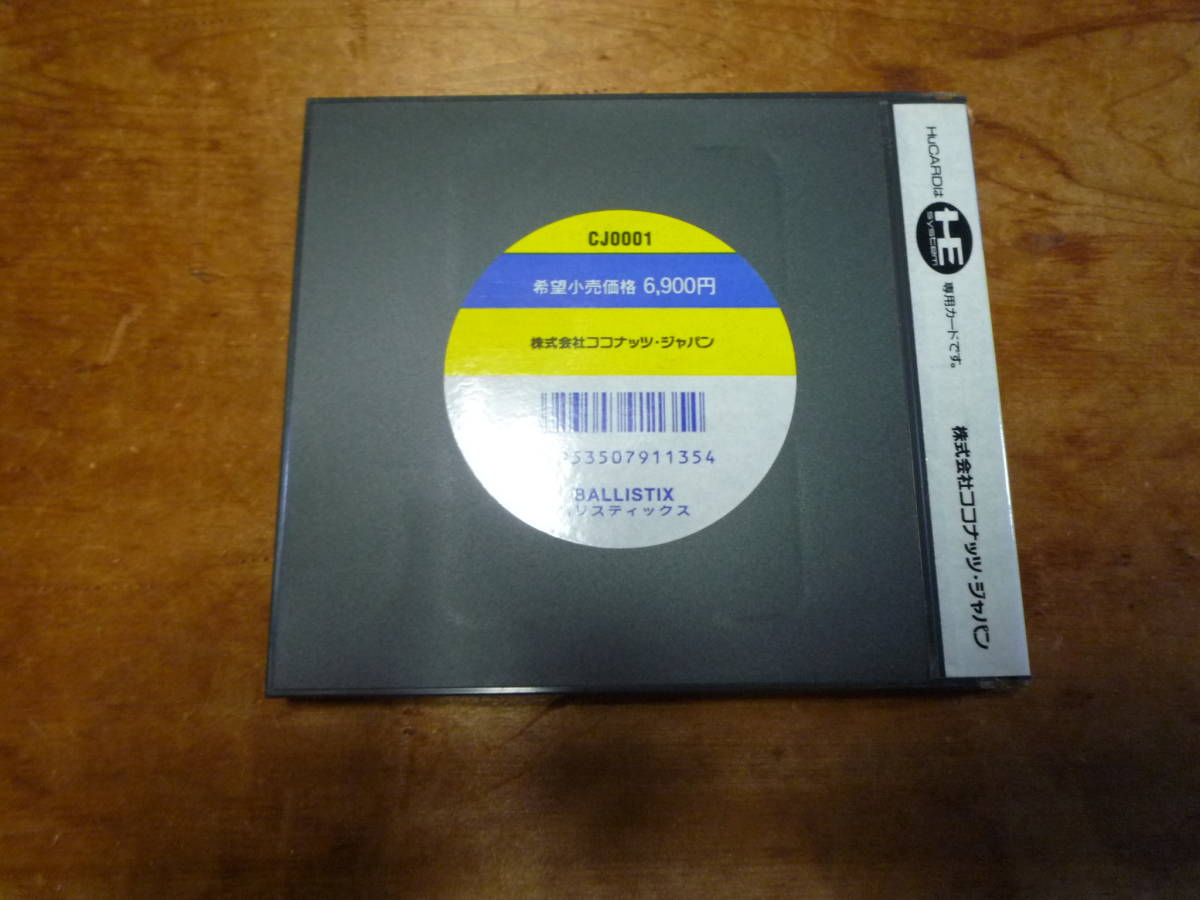 CJ0001
希望小売価格 6,900円
株式会社ココナッツ・ジャパン
53507911354
BALLISTIX
リスティックス
HuCARDは HE system 専用カードです。
株式会社ココナッツ・ジャパン